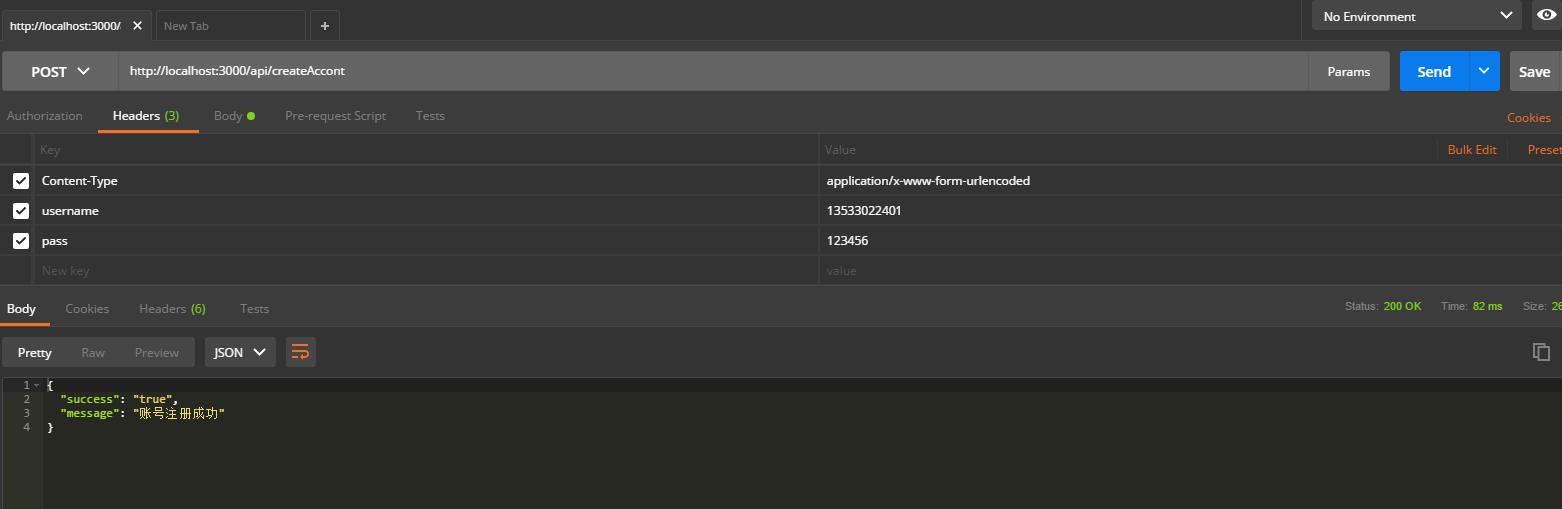 http://localhost:3000/
New Tab
No Environment
POST
http://localhost:3000/api/createAccont
Params
Send
Save
Authorization
Headers (3)
Body
Pre-request Script
Tests
Cookies
Key
Value
Bulk Edit
Preset
Content-Type
application/x-www-form-urlencoded
username
13533022401
pass
123456
New key
value
Body
Cookies
Headers (6)
Tests
Status: 200 OK
Time: 82 ms
Size: 26
Pretty
Raw
Preview
JSON
1 {
2 "success": "true",
3 "message": "账号注册成功"
4 }